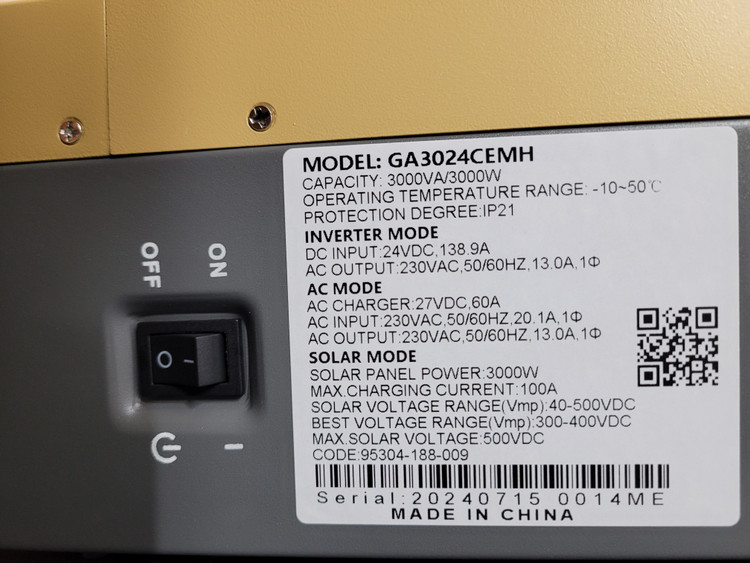 MODEL: GA3024CEMH
CAPACITY: 3000VA/3000W
OPERATING TEMPERATURE RANGE: -10~50℃
PROTECTION DEGREE:IP21
INVERTER MODE
DC INPUT:24VDC,138.9A
AC OUTPUT:230VAC,50/60HZ,13.0A,1Φ
AC MODE
AC CHARGER:27VDC,60A
AC INPUT:230VAC,50/60HZ,20.1A,1Φ
AC OUTPUT:230VAC,50/60HZ,13.0A,1Φ
SOLAR MODE
SOLAR PANEL POWER:3000W
MAX.CHARGING CURRENT:100A
SOLAR VOLTAGE RANGE(Vmp):40-500VDC
BEST VOLTAGE RANGE(Vmp):300-400VDC
MAX.SOLAR VOLTAGE:500VDC
CODE:95304-188-009
Serial:20240715 0014ME
MADE IN CHINA
OFF
ON